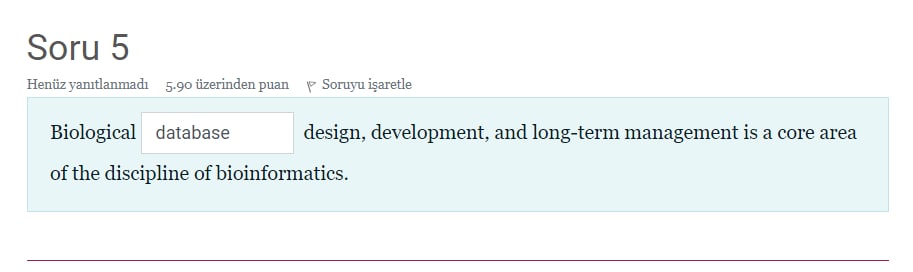 Soru 5
Henüz yanıtlanmadı 5.90 üzerinden puan Soruyu işaretle
Biological database design, development, and long-term management is a core area
of the discipline of bioinformatics.